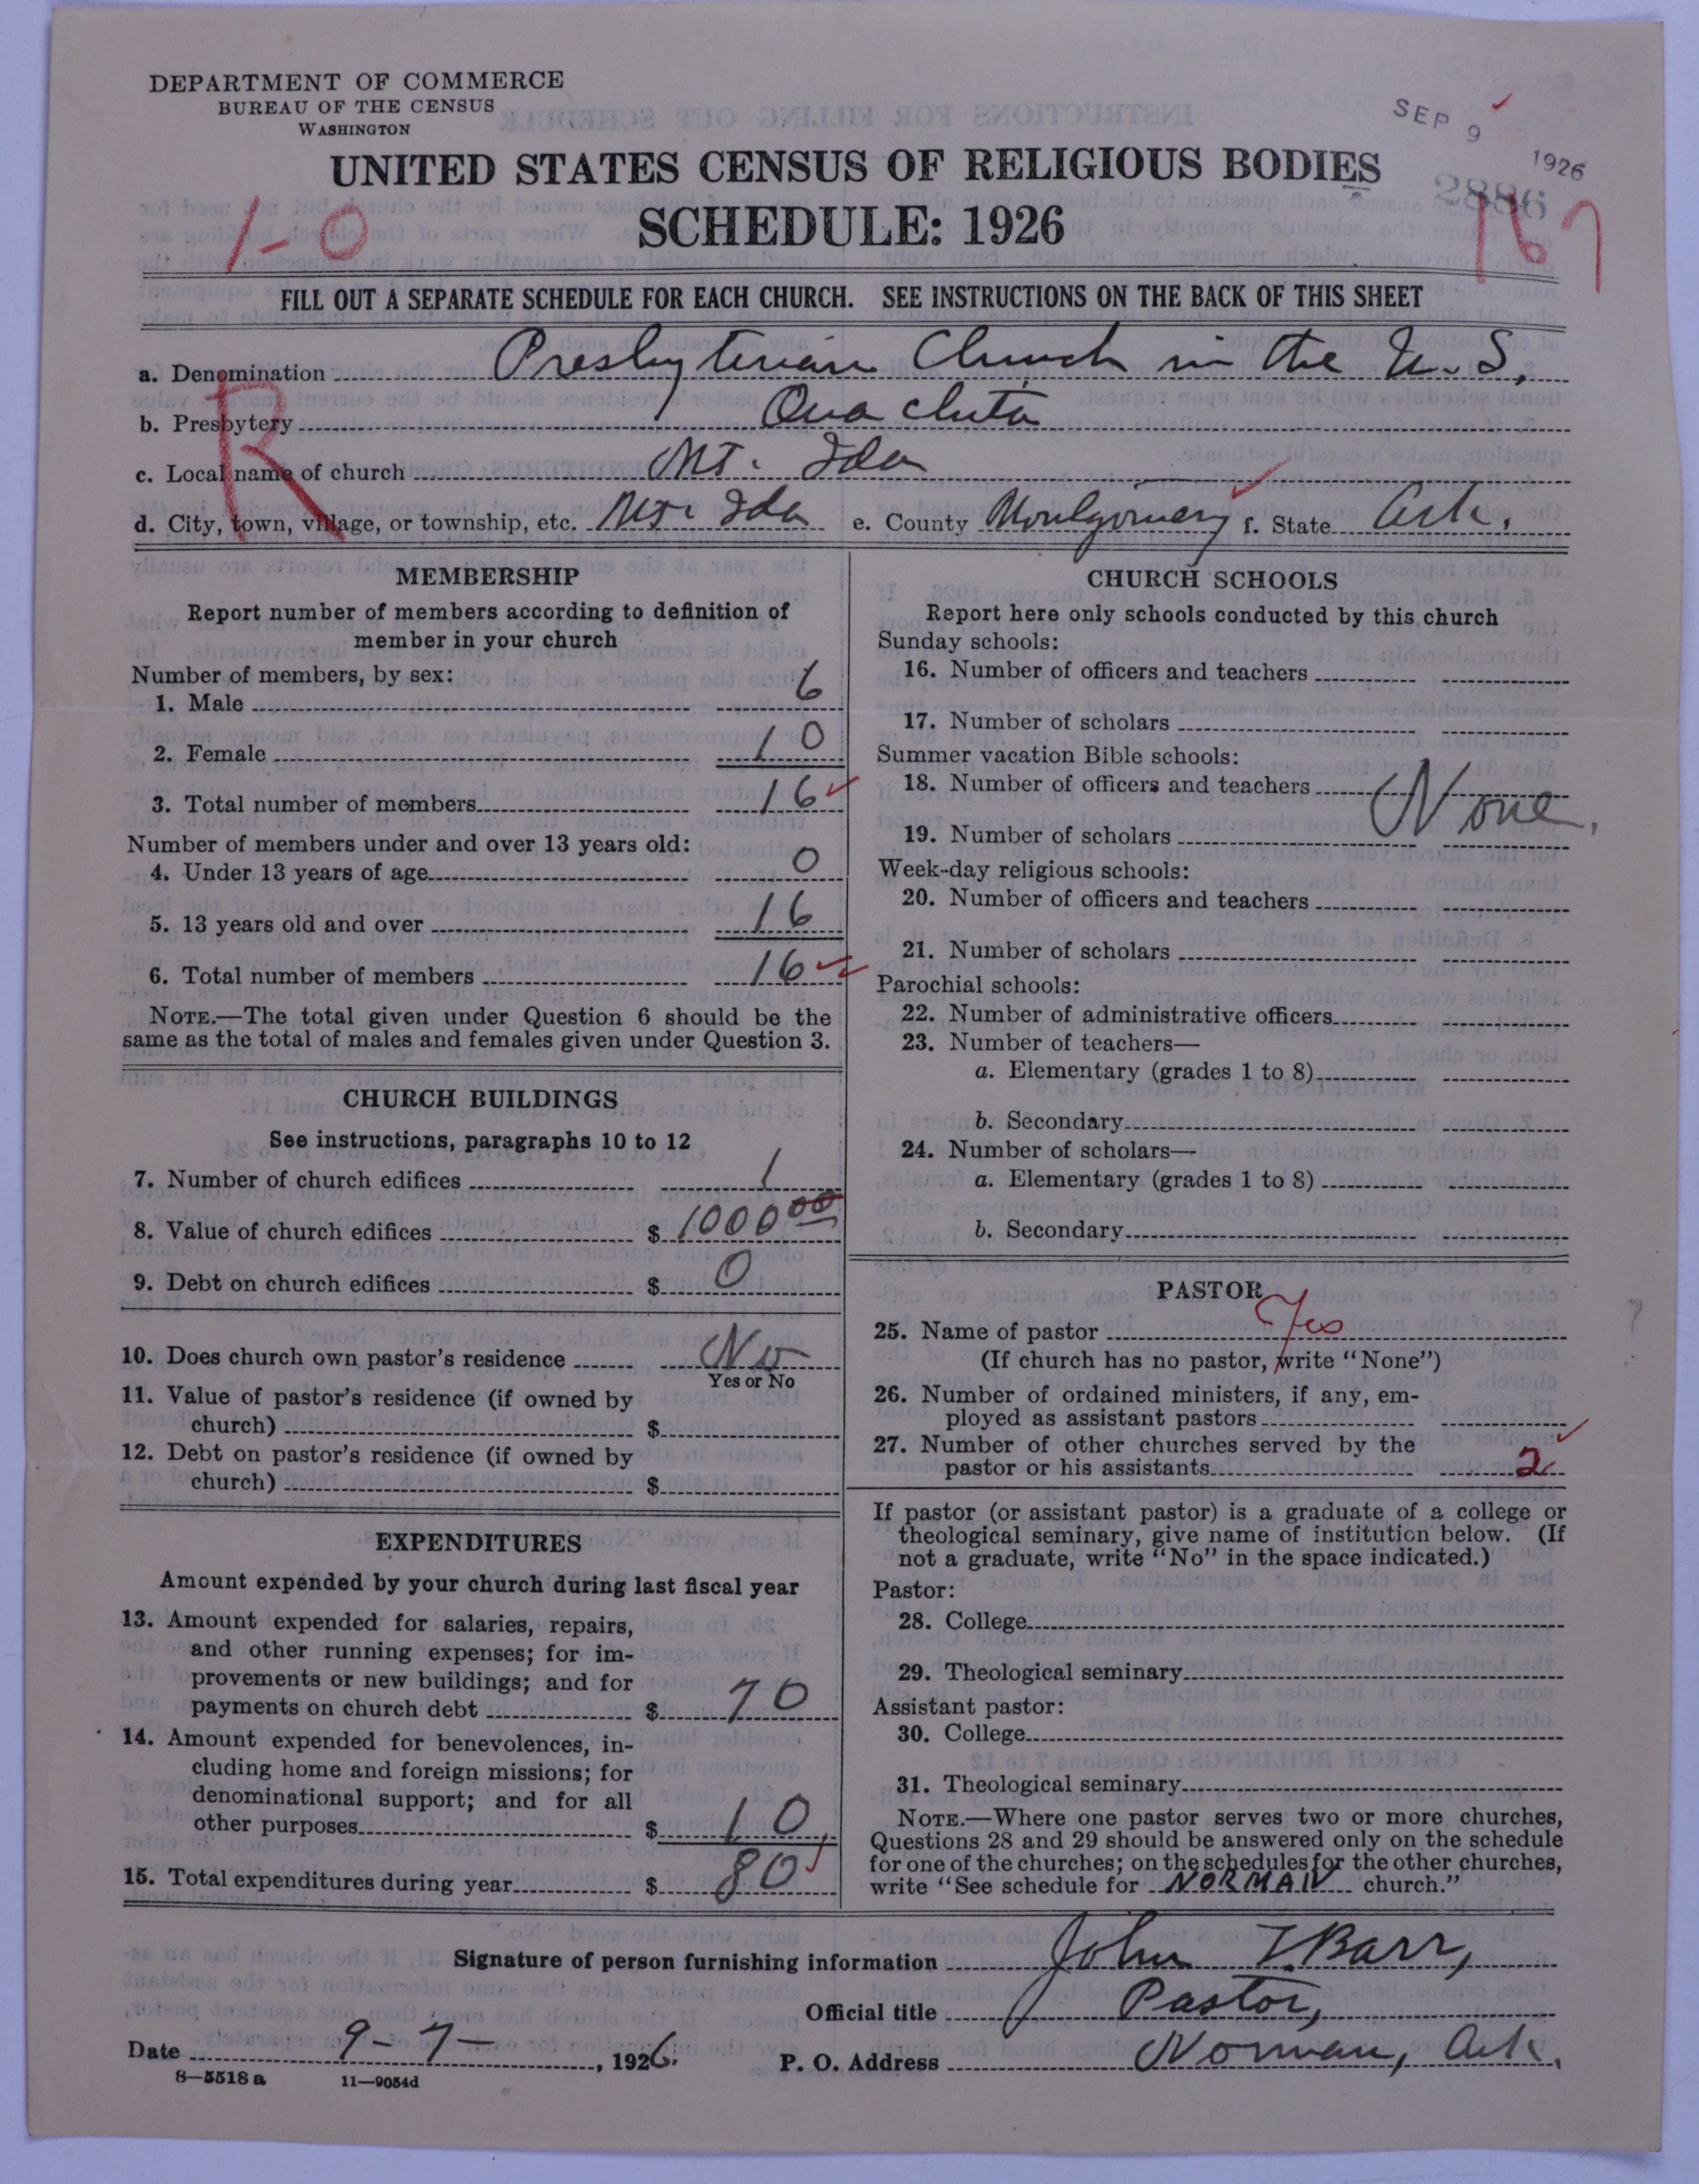 DEPARTMENT OF COMMERCE
BUREAU OF THE CENSUS
WASHINGTON
SEP 9 1926
2886
UNITED STATES CENSUS OF RELIGIOUS BODIES
SCHEDULE: 1926
1-0
167
FILL OUT A SEPARATE SCHEDULE FOR EACH CHURCH. SEE INSTRUCTIONS ON THE BACK OF THIS SHEET
R
a. Denomination Presbyterian Church in the U.S.
b. Presbytery Ouachita
c. Local name of church Mt. Ida
d. City, town, village, or township, etc. Mt. Ida e. County Montgomery f. State Ark.
MEMBERSHIP
Report number of members according to definition of
member in your church
Number of members, by sex:
1. Male 6
2. Female 10
3. Total number of members 16
Number of members under and over 13 years old:
4. Under 13 years of age 0
5. 13 years old and over 16
6. Total number of members 16
NOTE.—The total given under Question 6 should be the
same as the total of males and females given under Question 3.
CHURCH BUILDINGS
See instructions, paragraphs 10 to 12
7. Number of church edifices 1
8. Value of church edifices $ 1000 00
9. Debt on church edifices $ 0
10. Does church own pastor's residence No
Yes or No
11. Value of pastor's residence (if owned by
church) $
12. Debt on pastor's residence (if owned by
church) $
EXPENDITURES
Amount expended by your church during last fiscal year
13. Amount expended for salaries, repairs,
and other running expenses; for im-
provements or new buildings; and for
payments on church debt $ 70
14. Amount expended for benevolences, in-
cluding home and foreign missions; for
denominational support; and for all
other purposes $ 10
15. Total expenditures during year $ 80
CHURCH SCHOOLS
Report here only schools conducted by this church
Sunday schools:
16. Number of officers and teachers
17. Number of scholars
Summer vacation Bible schools:
18. Number of officers and teachers
None.
19. Number of scholars
Week-day religious schools:
20. Number of officers and teachers
21. Number of scholars
Parochial schools:
22. Number of administrative officers
23. Number of teachers—
a. Elementary (grades 1 to 8)
b. Secondary
24. Number of scholars—
a. Elementary (grades 1 to 8)
b. Secondary
PASTOR
25. Name of pastor Yes
(If church has no pastor, write "None")
26. Number of ordained ministers, if any, em-
ployed as assistant pastors
27. Number of other churches served by the
pastor or his assistants 2
If pastor (or assistant pastor) is a graduate of a college or
theological seminary, give name of institution below. (If
not a graduate, write "No" in the space indicated.)
Pastor:
28. College
29. Theological seminary
Assistant pastor:
30. College
31. Theological seminary
NOTE.—Where one pastor serves two or more churches,
Questions 28 and 29 should be answered only on the schedule
for one of the churches; on the schedules for the other churches,
write "See schedule for NORMAN church."
Signature of person furnishing information John T. Barr,
Official title Pastor,
Date 9-7-, 1926. P. O. Address Norman, Ark.
8—5518 a 11—9054d